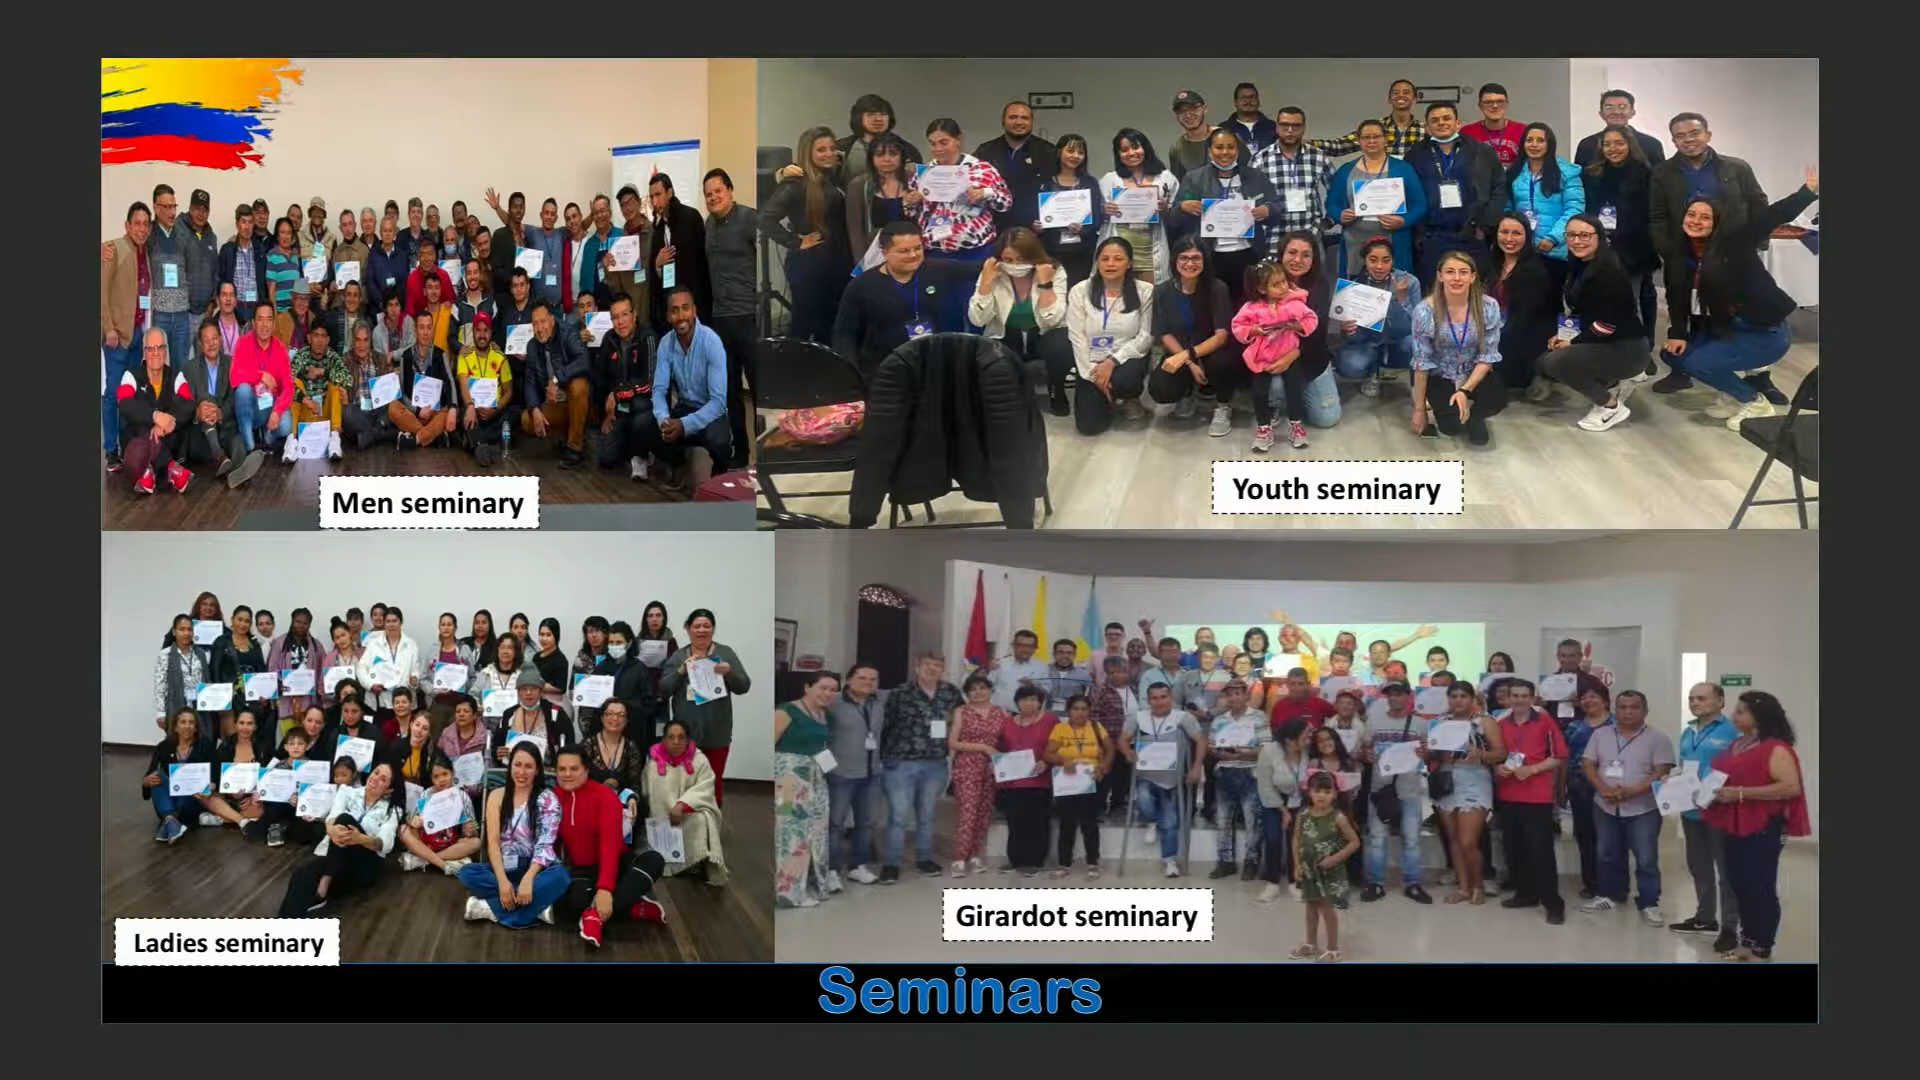 Men seminary
Youth seminary
Ladies seminary
Girardot seminary
Seminars